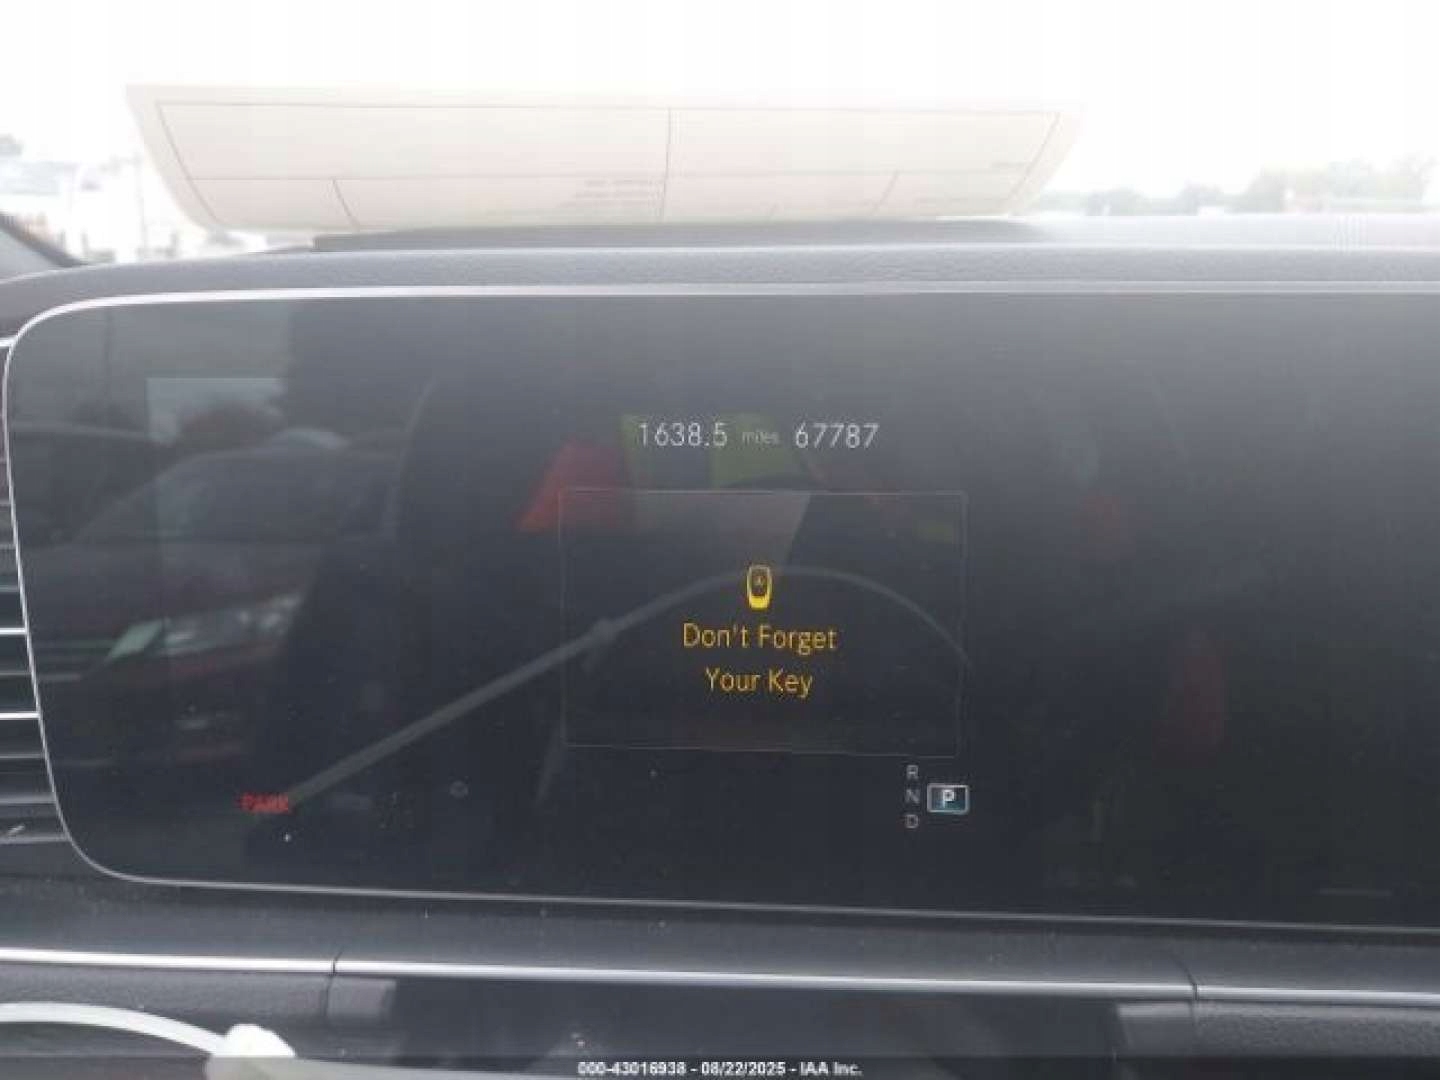 1638.5 miles 67787
Don't Forget
Your Key
R
N P
D
PARK
000-43016938 - 08/22/2025 - IAA Inc.